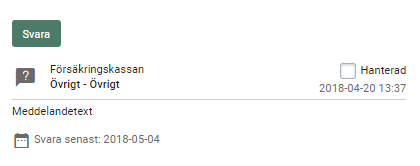 Svara
Försäkringskassan
Hanterad
Övrigt - Övrigt
2018-04-20 13:37
Meddelandetext
Svara senast: 2018-05-04